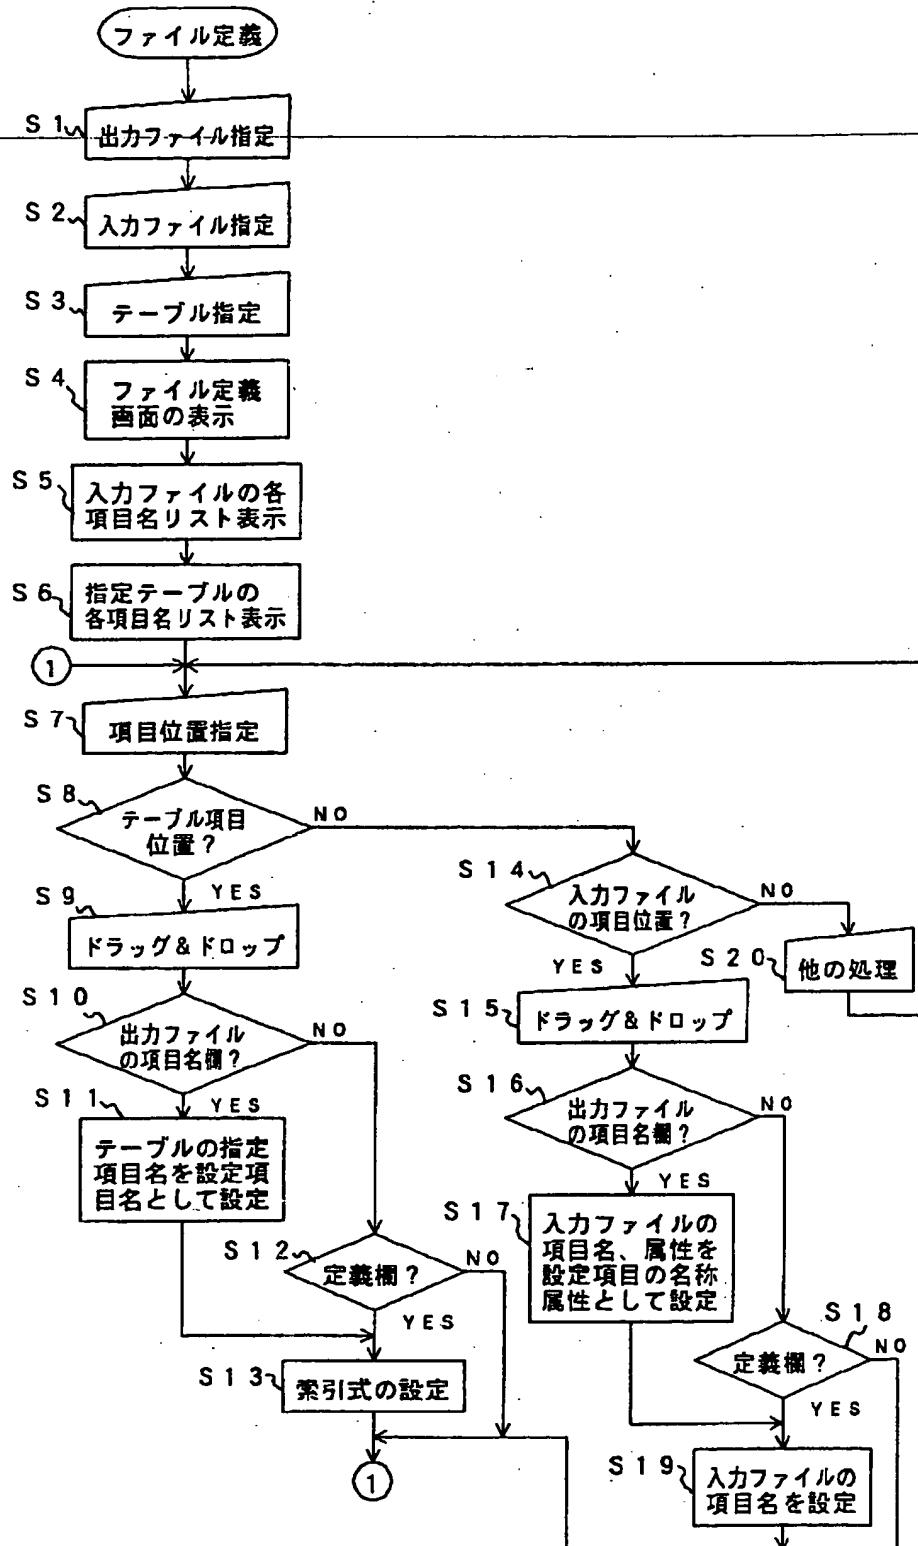 ファイル定義
S1
出力ファイル指定
S2
入力ファイル指定
S3
テーブル指定
S4
ファイル定義
画面の表示
S5
入力ファイルの各
項目名リスト表示
S6
指定テーブルの
各項目名リスト表示
1
S7
項目位置指定
S8
テーブル項目
位置?
NO
YES
S9
ドラッグ&ドロップ
S10
出力ファイル
の項目名欄?
NO
YES
S11
テーブルの指定
項目名を設定項
目名として設定
S12
定義欄?
NO
YES
S13
索引式の設定
1
S14
入力ファイル
の項目位置?
NO
YES
S20
他の処理
S15
ドラッグ&ドロップ
S16
出力ファイル
の項目名欄?
NO
YES
S17
入力ファイルの
項目名、属性を
設定項目の名称
属性として設定
S18
定義欄?
NO
YES
S19
入力ファイルの
項目名を設定